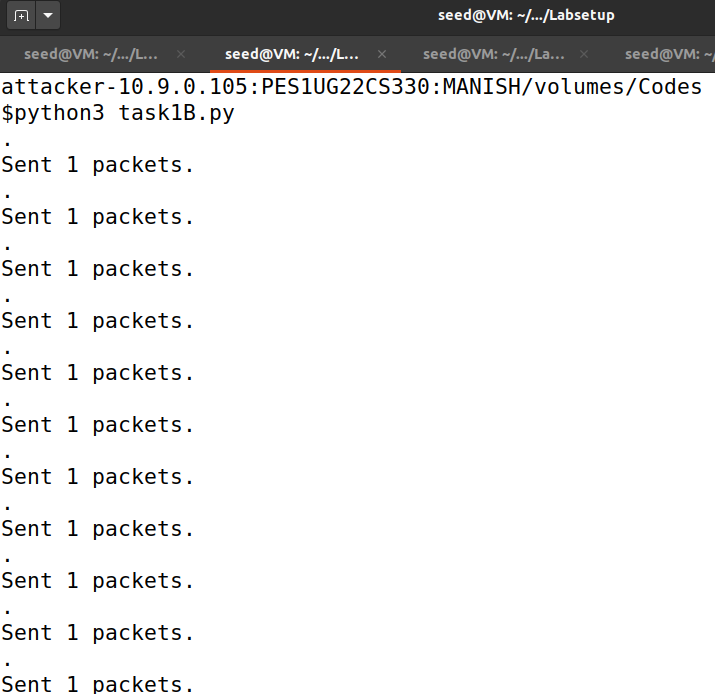 seed@VM: ~/.../Labsetup
seed@VM: ~/.../L... × seed@VM: ~/.../L... × seed@VM: ~/.../La... × seed@VM: ~/
attacker-10.9.0.105:PES1UG22CS330:MANISH/volumes/Codes
$python3 task1B.py
.
Sent 1 packets.
.
Sent 1 packets.
.
Sent 1 packets.
.
Sent 1 packets.
.
Sent 1 packets.
.
Sent 1 packets.
.
Sent 1 packets.
.
Sent 1 packets.
.
Sent 1 packets.
.
Sent 1 packets.
.
Sent 1 packets.